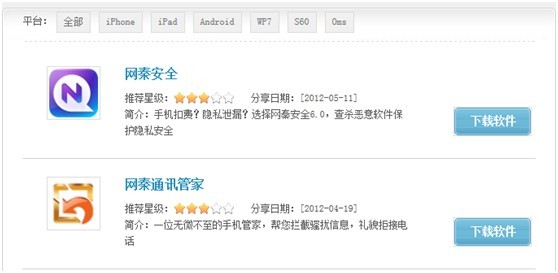 平台： 全部 iPhone iPad Android WP7 S60 Oms
网秦安全
推荐星级： 分享日期：[2012-05-11]
简介：手机扣费？隐私泄漏？选择网秦安全6.0，查杀恶意软件保
护隐私安全
下载软件
网秦通讯管家
推荐星级： 分享日期：[2012-04-19]
简介：一位无微不至的手机管家，帮您拦截骚扰信息，礼貌拒接电
话
下载软件